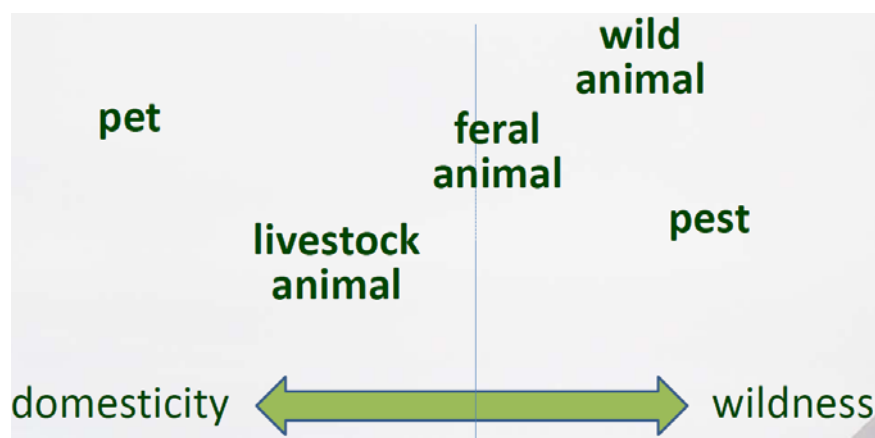 wild
animal
pet
feral
animal
pest
livestock
animal
domesticity
wildness